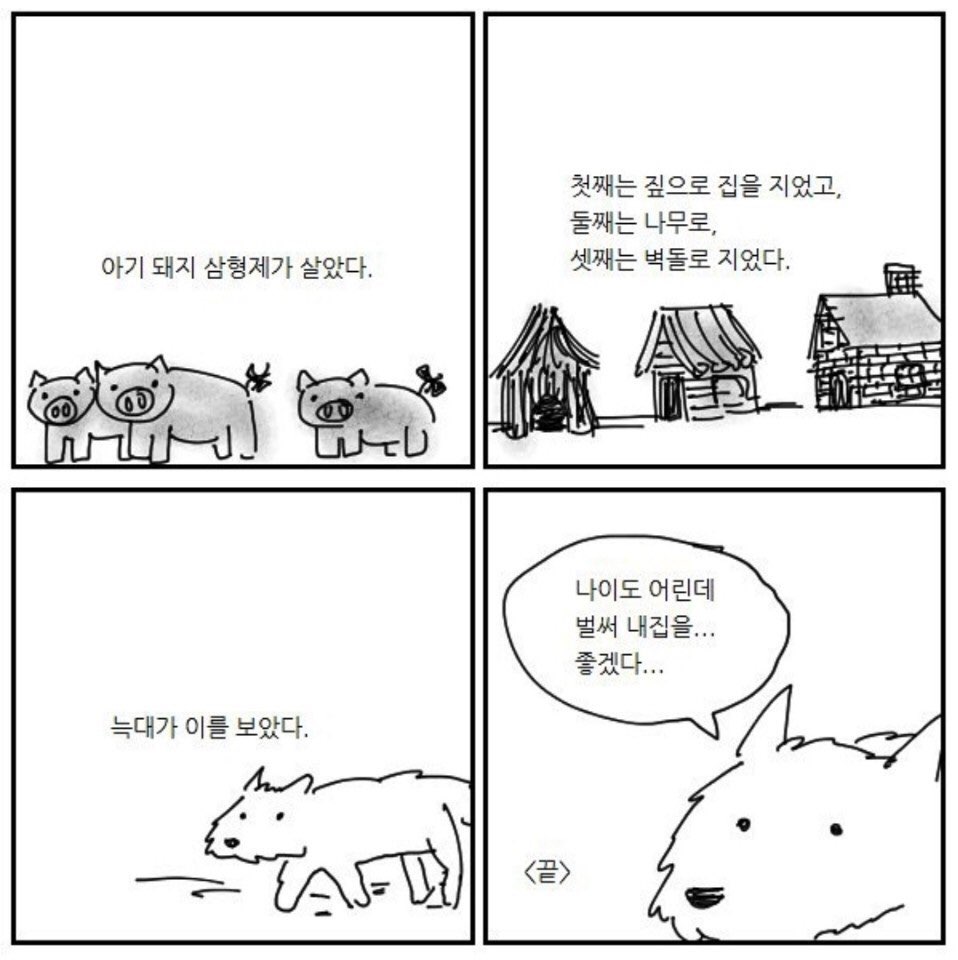 아기 돼지 삼형제가 살았다.
첫째는 짚으로 집을 지었고,
둘째는 나무로,
셋째는 벽돌로 지었다.
늑대가 이를 보았다.
나이도 어린데
벌써 내집을...
좋겠다...
<끝>